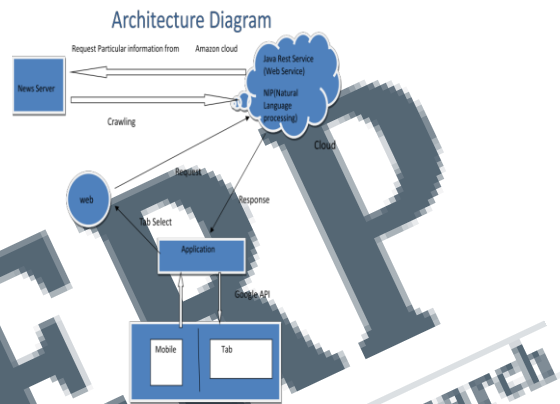 Architecture Diagram
Request Particular information from Amazon cloud
Java Rest Service
(Web Service)
News Server
NIP(Natural
Language
processing)
Crawling
Cloud
Request
web
Response
Tab Select
Application
Google API
Mobile
Tab